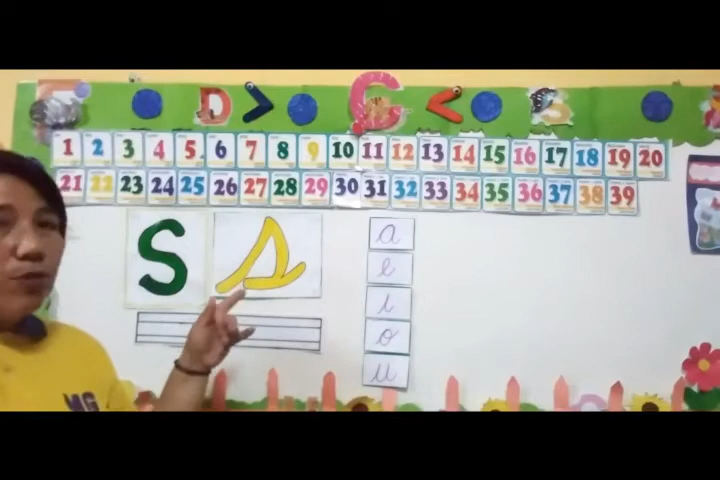 D > C <
1 2 3 4 5 6 7 8 9 10 11 12 13 14 15 16 17 18 19 20
21 22 23 24 25 26 27 28 29 30 31 32 33 34 35 36 37 38 39
S s
a
e
i
o
u
MG